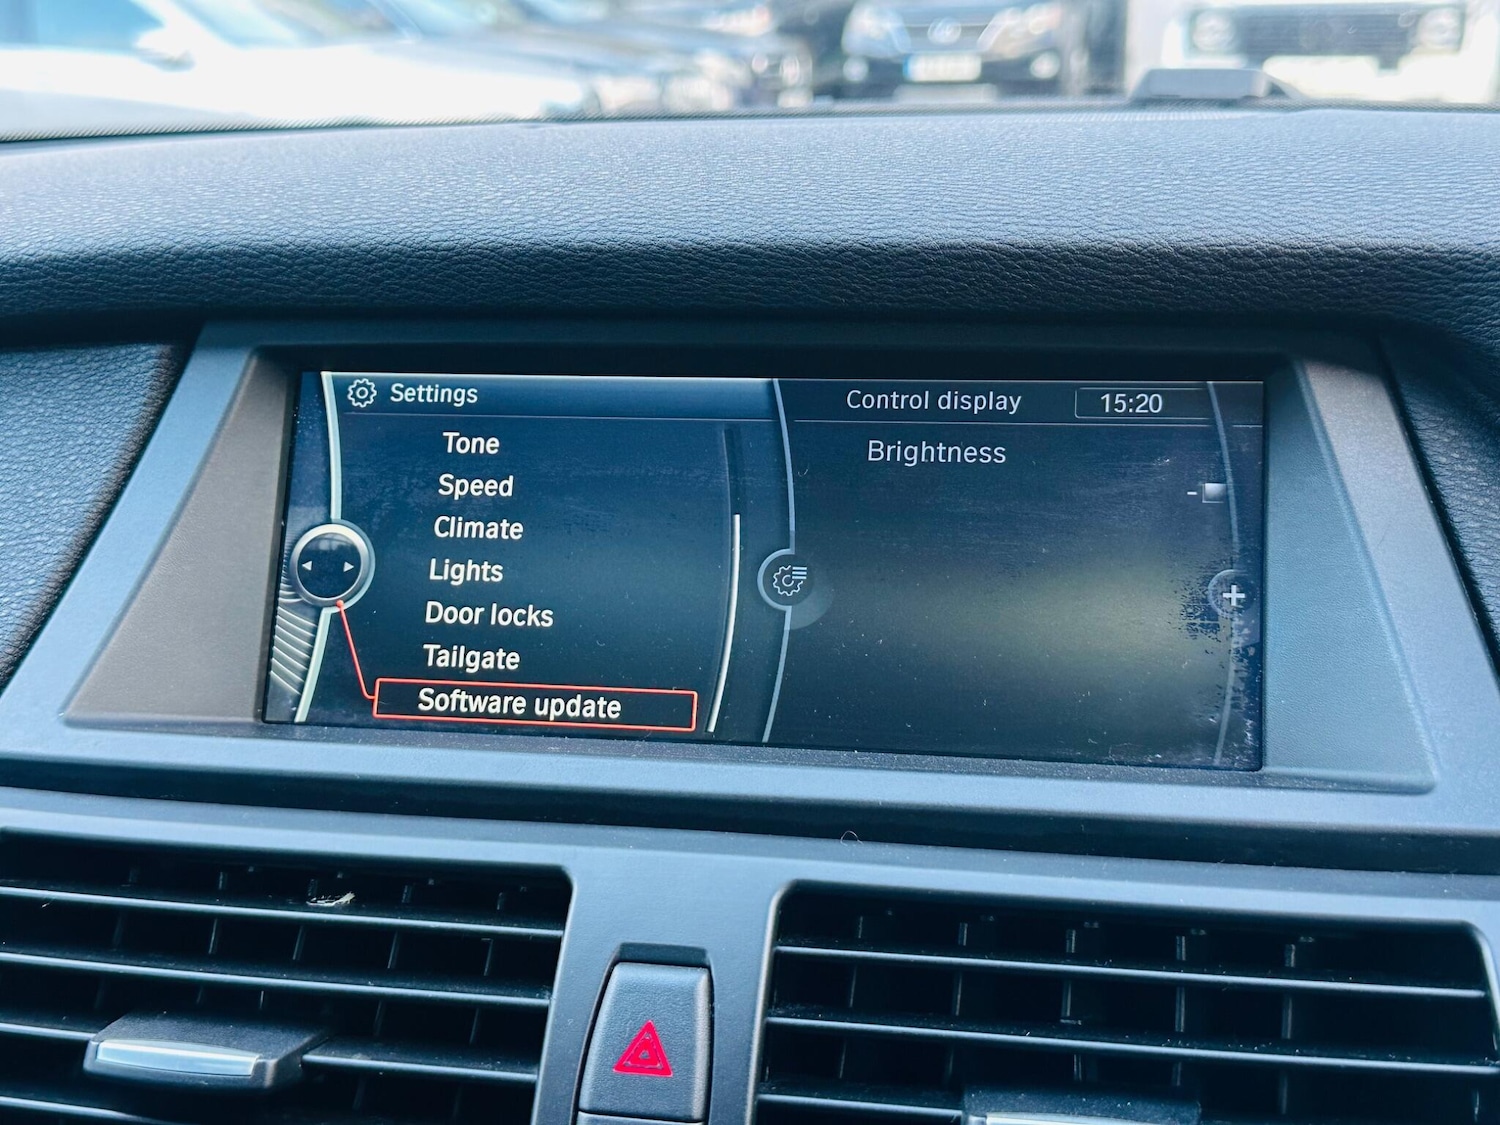 Settings
Tone
Speed
Climate
Lights
Door locks
Tailgate
Software update
Control display
15:20
Brightness
-
+